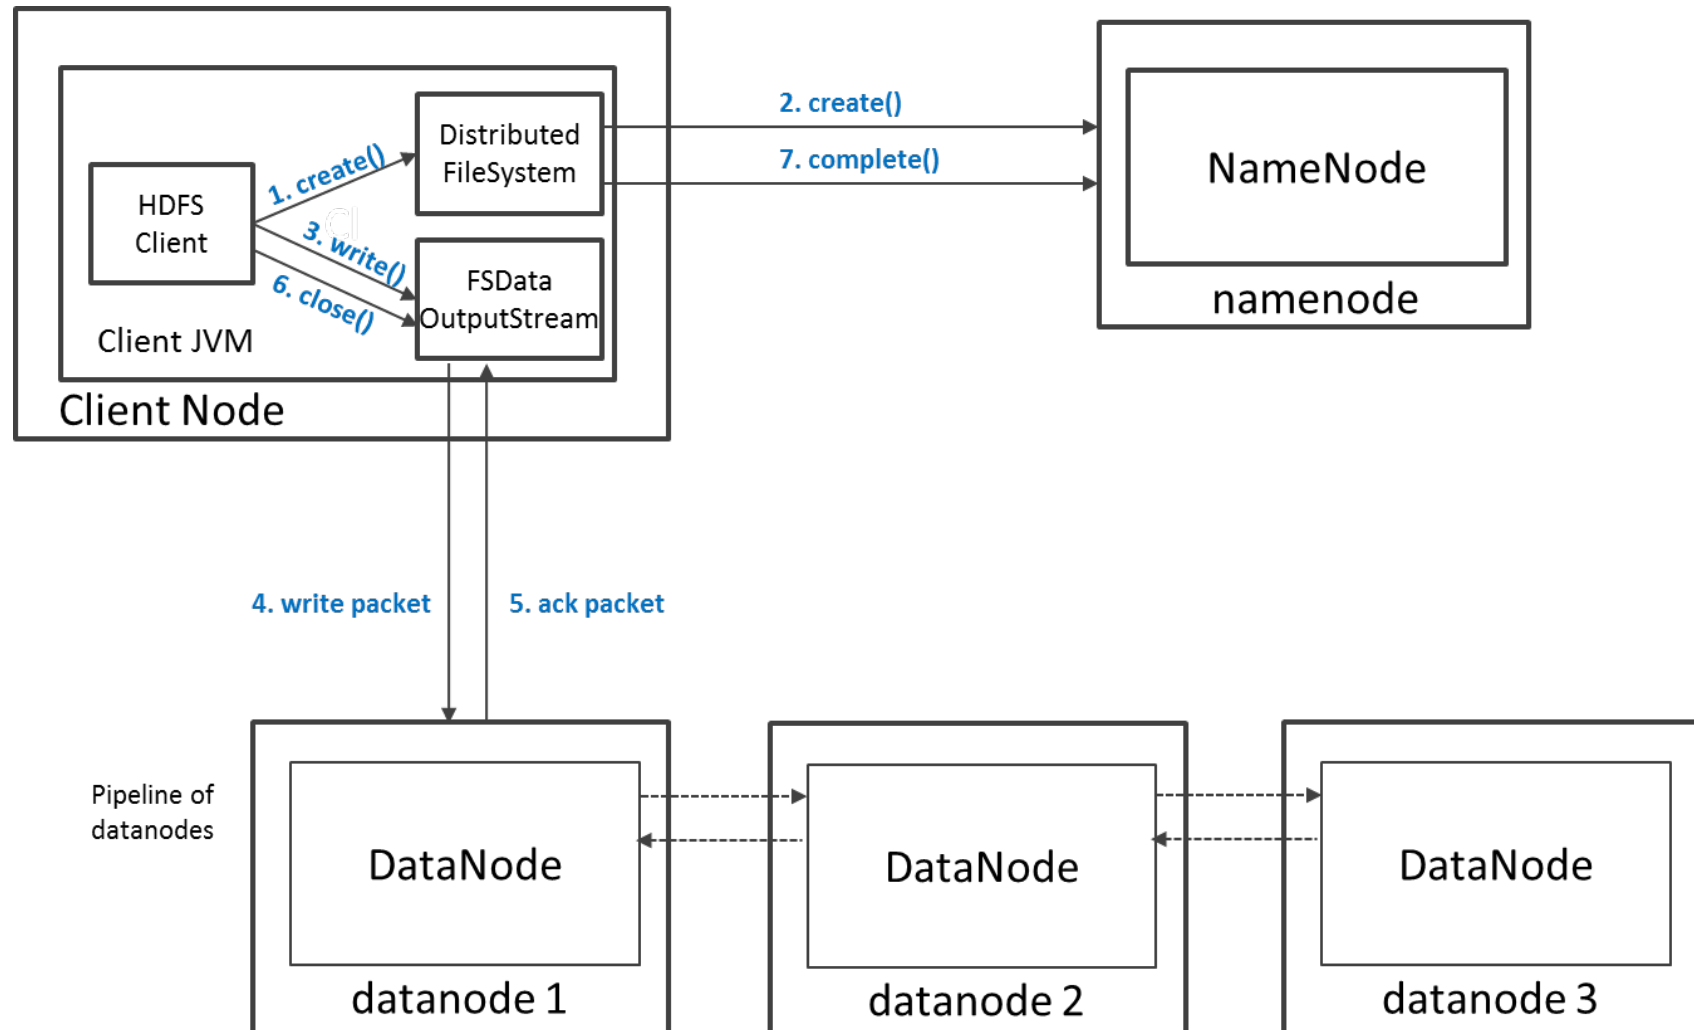 Distributed
FileSystem
HDFS
Client
1. create()
3. write()
6. close()
FSData
OutputStream
Client JVM
Client Node
2. create()
7. complete()
NameNode
namenode
4. write packet
5. ack packet
Pipeline of
datanodes
DataNode
datanode 1
DataNode
datanode 2
DataNode
datanode 3